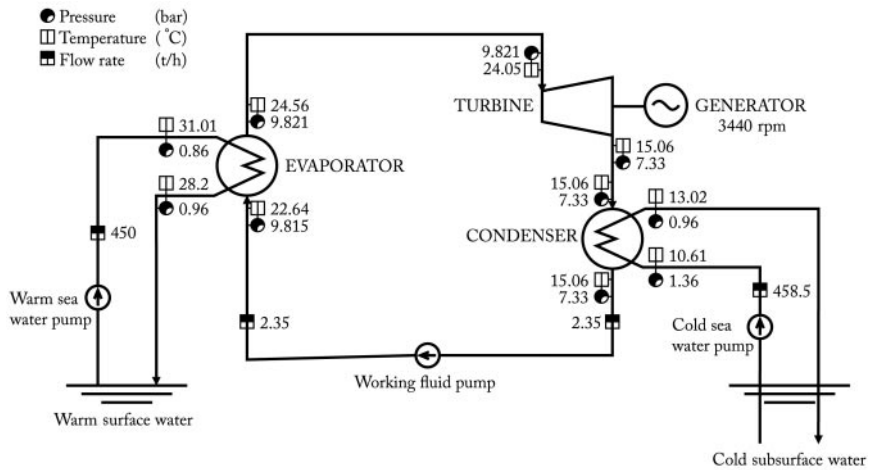 Pressure (bar)
Temperature (°C)
Flow rate (t/h)
9.821
24.05
TURBINE
GENERATOR
3440 rpm
24.56
9.821
31.01
0.86
EVAPORATOR
28.2
0.96
22.64
9.815
450
Warm sea
water pump
2.35
15.06
7.33
15.06
7.33
13.02
0.96
CONDENSER
10.61
1.36
15.06
7.33
458.5
2.35
Cold sea
water pump
Working fluid pump
Warm surface water
Cold subsurface water